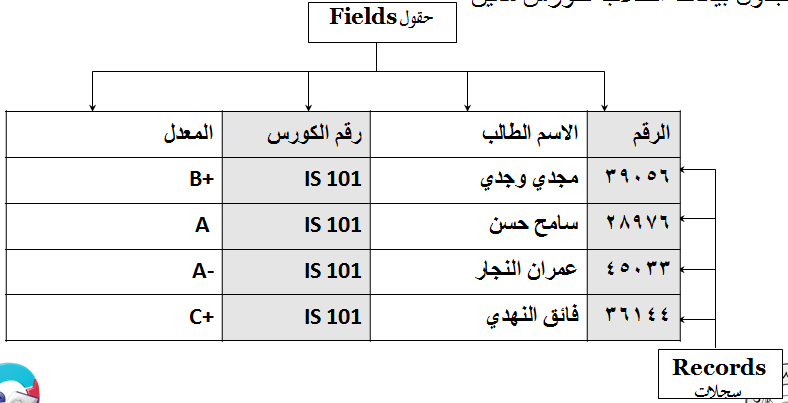 حقول Fields
الرقم الاسم الطالب رقم الكورس المعدل
٣٩٠٥٦ مجدي وجدي IS 101 B+
٢٨٩٧٦ سامح حسن IS 101 A
٤٥٠٣٣ عمران النجار IS 101 A-
٣٦١٤٤ فائق النهدي IS 101 C+
Records
سجلات